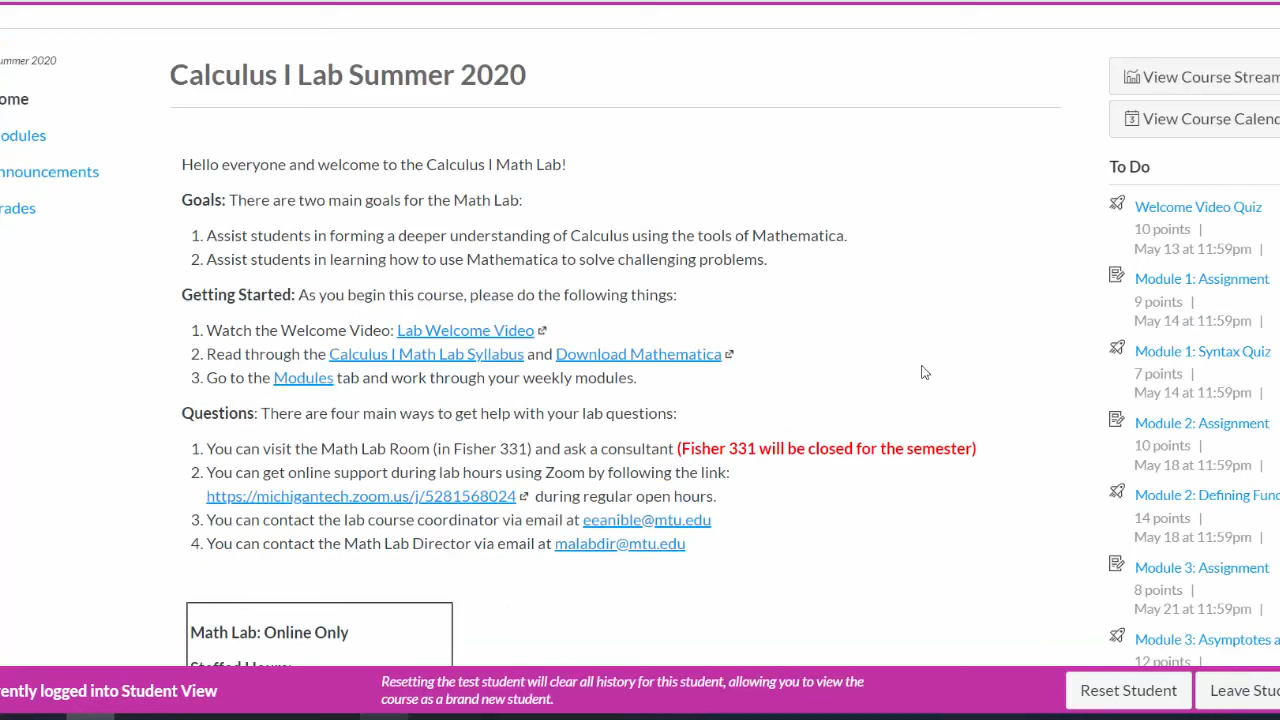 ummer 2020
ome
odules
nnouncements
rades
Calculus I Lab Summer 2020
Hello everyone and welcome to the Calculus I Math Lab!
Goals: There are two main goals for the Math Lab:
1. Assist students in forming a deeper understanding of Calculus using the tools of Mathematica.
2. Assist students in learning how to use Mathematica to solve challenging problems.
Getting Started: As you begin this course, please do the following things:
1. Watch the Welcome Video: Lab Welcome Video
2. Read through the Calculus I Math Lab Syllabus and Download Mathematica
3. Go to the Modules tab and work through your weekly modules.
Questions: There are four main ways to get help with your lab questions:
1. You can visit the Math Lab Room (in Fisher 331) and ask a consultant (Fisher 331 will be closed for the semester)
2. You can get online support during lab hours using Zoom by following the link:
https://michigantech.zoom.us/j/5281568024 during regular open hours.
3. You can contact the lab course coordinator via email at eeanible@mtu.edu
4. You can contact the Math Lab Director via email at malabdir@mtu.edu
Math Lab: Online Only
Staffed Hours:
View Course Stream
3 View Course Calend
To Do
Welcome Video Quiz
10 points |
May 13 at 11:59pm |
Module 1: Assignment
9 points |
May 14 at 11:59pm |
Module 1: Syntax Quiz
7 points |
May 14 at 11:59pm |
Module 2: Assignment
10 points |
May 18 at 11:59pm |
Module 2: Defining Func
14 points |
May 18 at 11:59pm |
Module 3: Assignment
8 points |
May 21 at 11:59pm |
Module 3: Asymptotes a
12 points |
rently logged into Student View
Resetting the test student will clear all history for this student, allowing you to view the
course as a brand new student.
Reset Student
Leave Stud